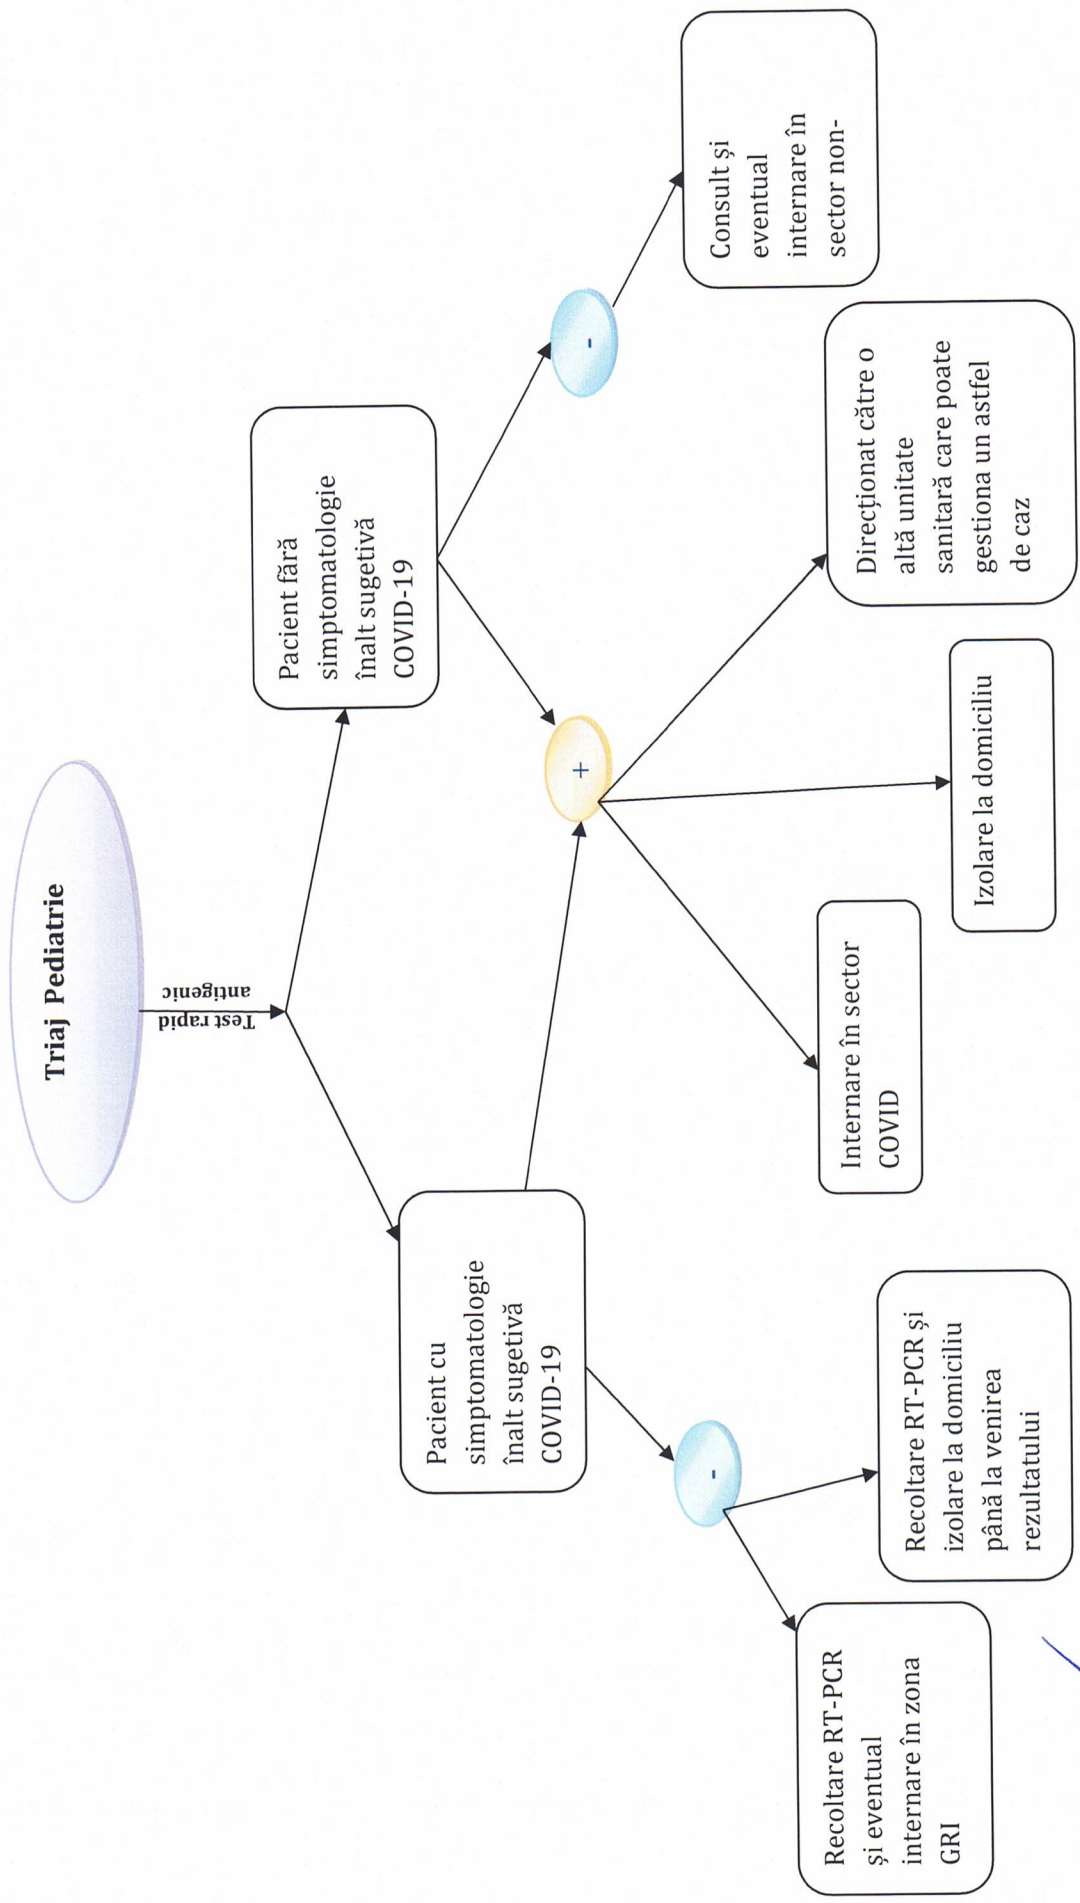 Triaj Pediatrie
Test rapid
antigenic
Pacient cu
simptomatologie
înalt sugetivă
COVID-19
Pacient fără
simptomatologie
înalt sugetivă
COVID-19
-
+
-
Recoltare RT-PCR
și eventual
internare în zona
GRI
Recoltare RT-PCR și
izolare la domiciliu
până la venirea
rezultatului
Internare în sector
COVID
Izolare la domiciliu
Direcționat către o
altă unitate
sanitară care poate
gestiona un astfel
de caz
Consult și
eventual
internare în
sector non-